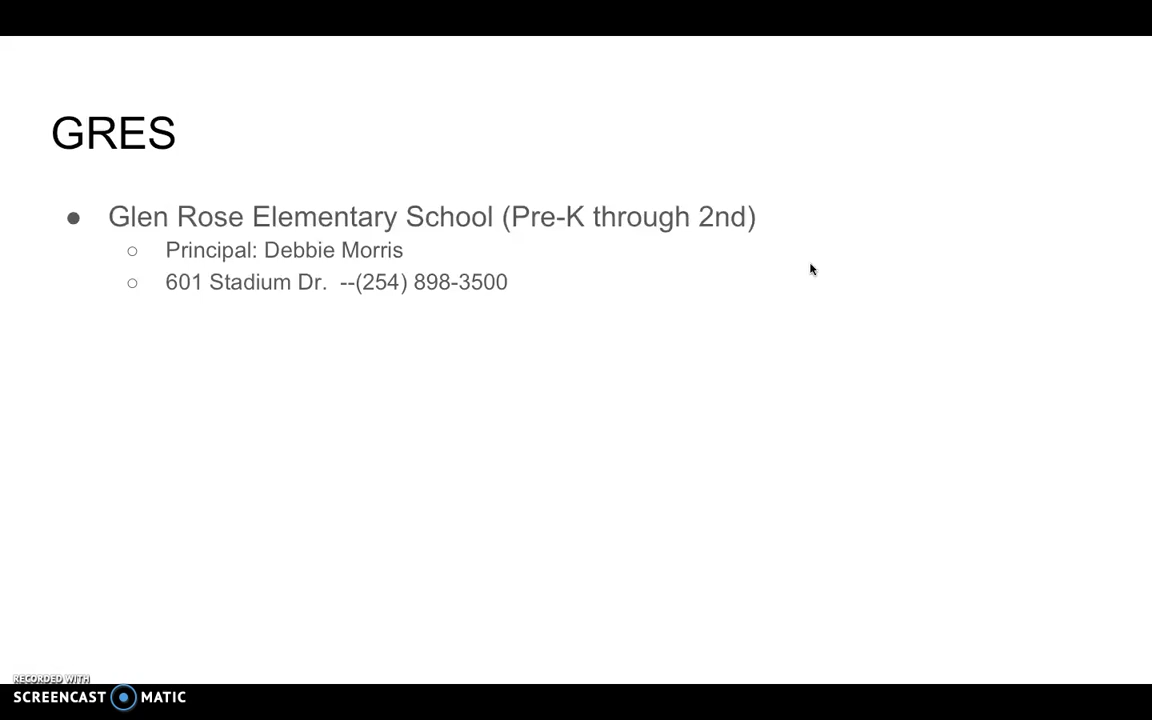 GRES
● Glen Rose Elementary School (Pre-K through 2nd)
○ Principal: Debbie Morris
○ 601 Stadium Dr.  --(254) 898-3500
RECORDED WITH
SCREENCAST MATIC